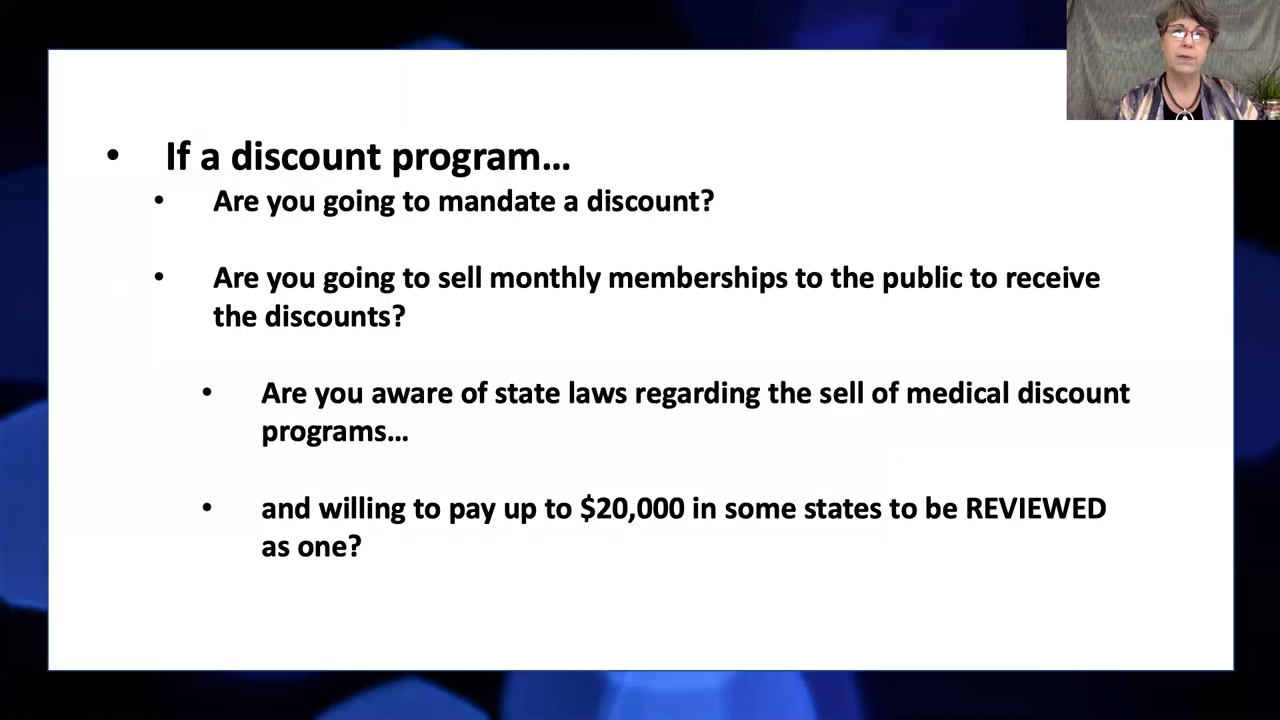 • If a discount program...
• Are you going to mandate a discount?
• Are you going to sell monthly memberships to the public to receive
the discounts?
• Are you aware of state laws regarding the sell of medical discount
programs...
• and willing to pay up to $20,000 in some states to be REVIEWED
as one?